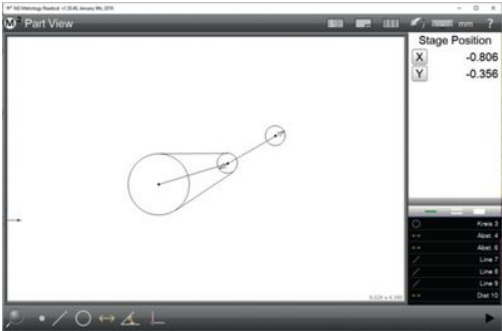 M2 Part View
mm ?
Stage Position
X -0.806
Y -0.356
Kreis 3
Abst. 4
Abst. 6
Line 7
Line 8
Line 9
Dist 10